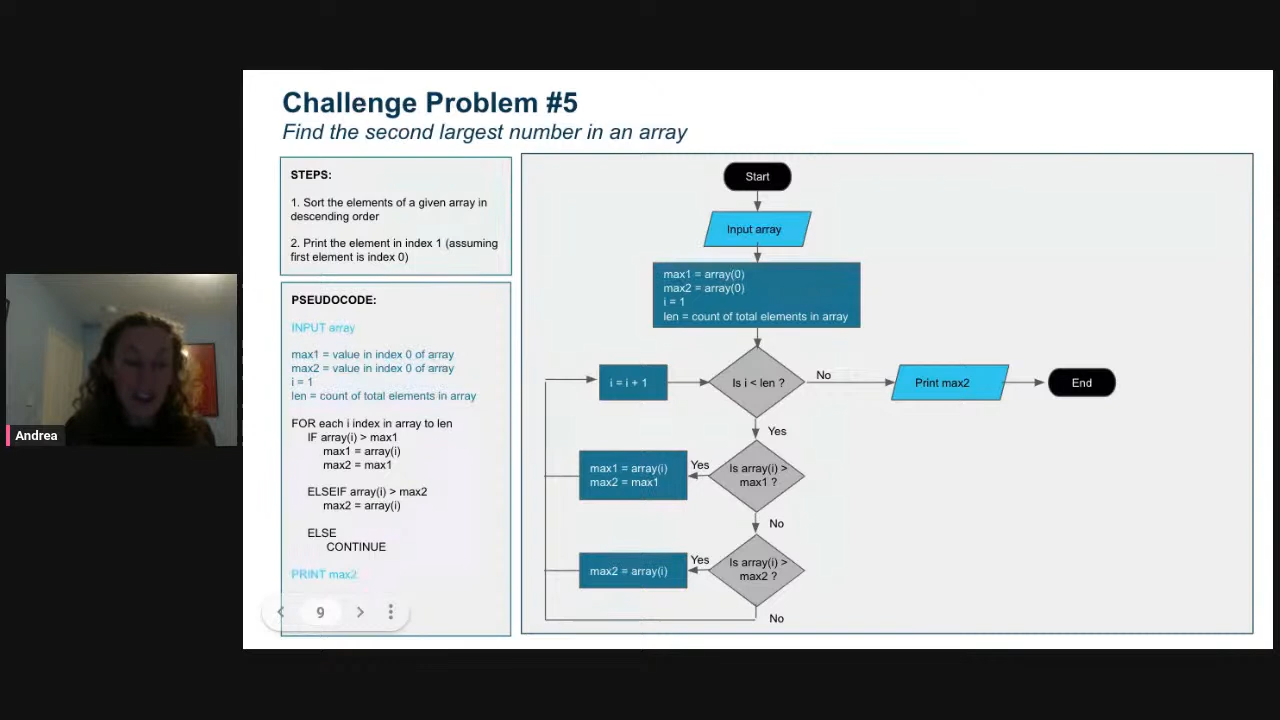 Challenge Problem #5
Find the second largest number in an array
STEPS:
1. Sort the elements of a given array in
descending order
2. Print the element in index 1 (assuming
first element is index 0)
PSEUDOCODE:
INPUT array
max1 = value in index 0 of array
max2 = value in index 0 of array
i = 1
len = count of total elements in array
FOR each i index in array to len
IF array(i) > max1
max1 = array(i)
max2 = max1
ELSEIF array(i) > max2
max2 = array(i)
ELSE
CONTINUE
PRINT max2
9
Start
Input array
max1 = array(0)
max2 = array(0)
i = 1
len = count of total elements in array
i = i + 1
Is i < len ?
No
Print max2
End
Yes
max1 = array(i)
max2 = max1
Yes
Is array(i) >
max1 ?
No
max2 = array(i)
Yes
Is array(i) >
max2 ?
No
Andrea